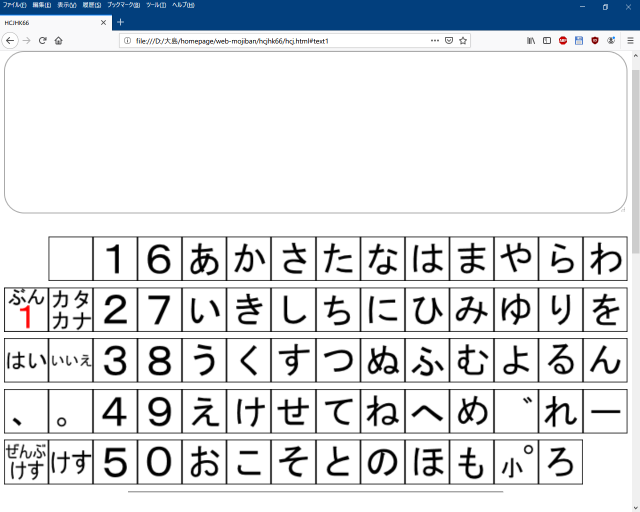 ファイル(F) 編集(E) 表示(V) 履歴(S) ブックマーク(B) ツール(T) ヘルプ(H)
HCJHK66
file:///D:/大島/homepage/web-mojiban/hcjhk66/hcj.html#text1
1 6 あ か さ た な は ま や ら わ
ぶん1 カタカナ 2 7 い き し ち に ひ み ゆ り を
はい いいえ 3 8 う く す つ ぬ ふ む よ る ん
、 。 4 9 え け せ て ね へ め ゛ れ ー
ぜんぶけす けす 5 0 お こ そ と の ほ も 小゜ ろ